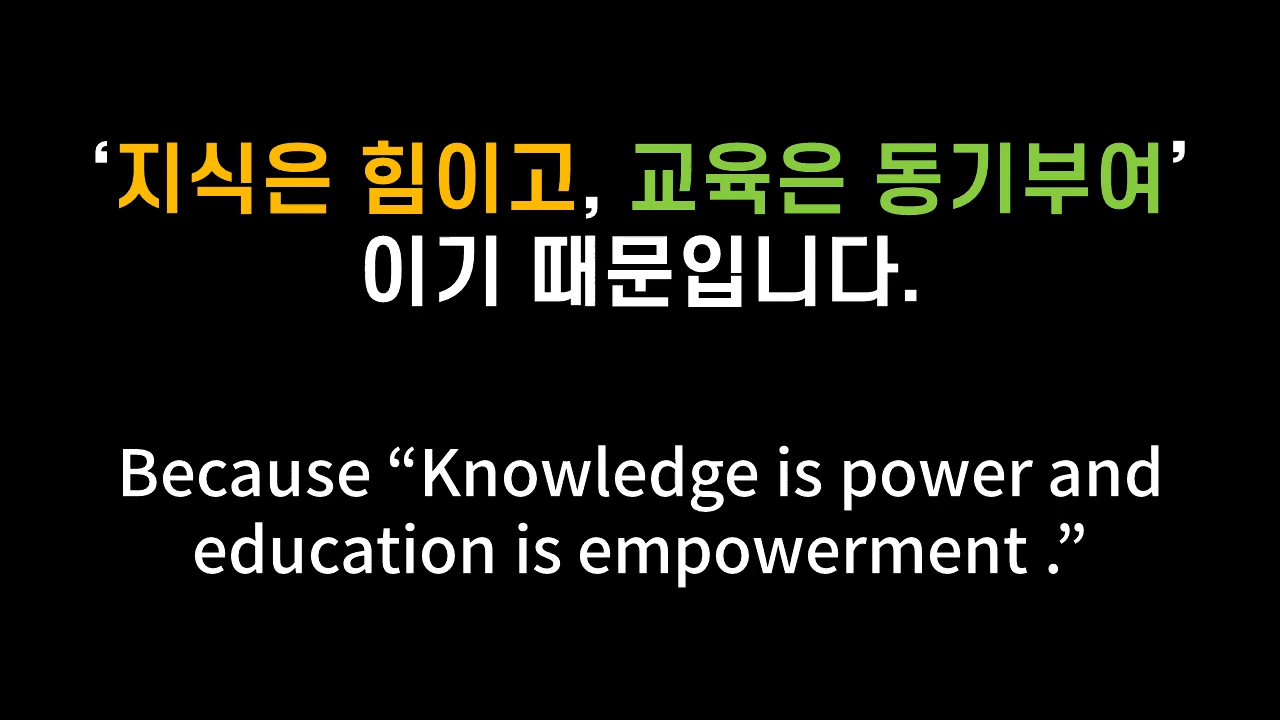 ‘지식은 힘이고, 교육은 동기부여’
이기 때문입니다.
Because “Knowledge is power and
education is empowerment .”